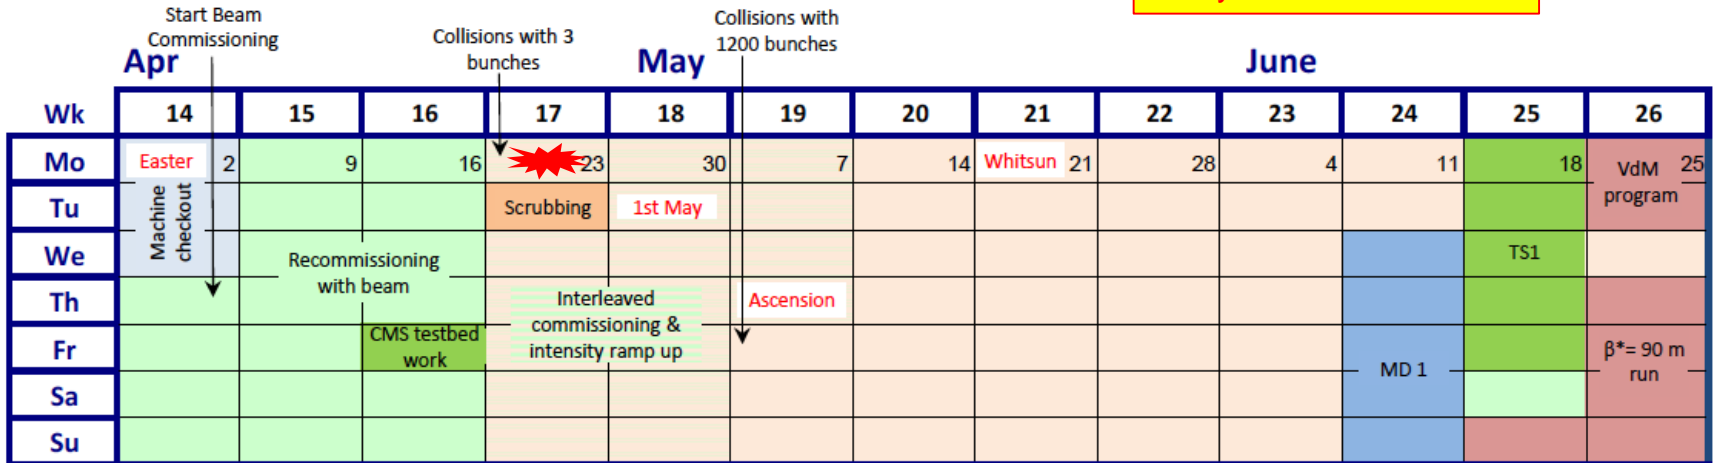 Start Beam
Commissioning
Collisions with 3
bunches
Collisions with
1200 bunches
Apr May June
Wk 14 15 16 17 18 19 20 21 22 23 24 25 26
Mo Easter 2 9 16 23 30 7 14 Whitsun 21 28 4 11 18 VdM 25
program
Machine
checkout
Tu Scrubbing 1st May
We Recommissioning
with beam
TS1
Th Interleaved
commissioning &
intensity ramp up
Ascension
Fr CMS testbed
work
MD 1
β*= 90 m
run
Sa
Su